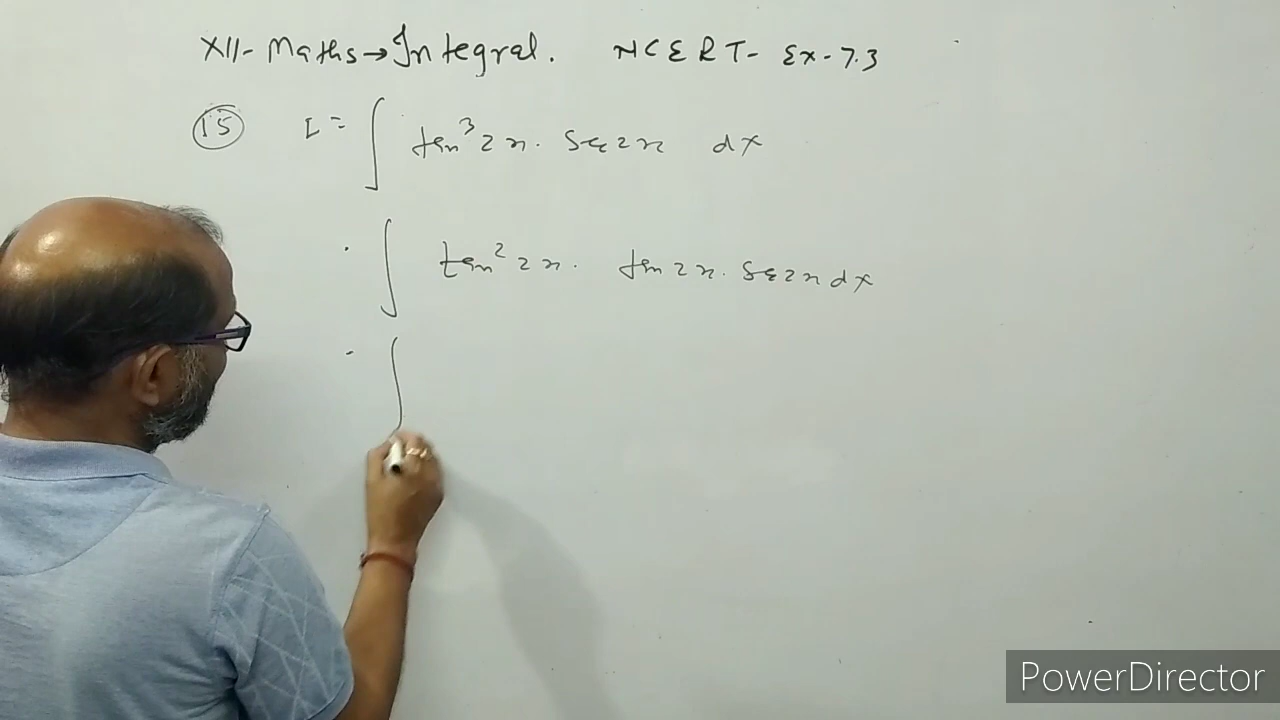 XII- Maths→Integral. NCERT- Ex-7.3
(15) I = ∫ tan³2x. sec2x dx
∫ tan²2x. tan2x. sec2x dx
∫
PowerDirector